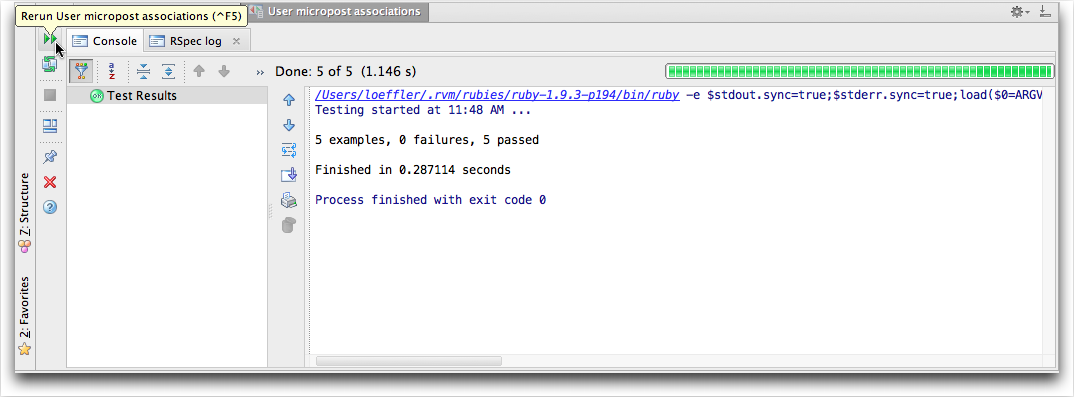 Rerun User micropost associations (^F5)
User micropost associations
Console
RSpec log
Done: 5 of 5 (1.146 s)
Test Results
/Users/loeffler/.rvm/rubies/ruby-1.9.3-p194/bin/ruby -e $stdout.sync=true;$stderr.sync=true;load($0=ARGV
Testing started at 11:48 AM ...
5 examples, 0 failures, 5 passed
Finished in 0.287114 seconds
Process finished with exit code 0
Z: Structure
2: Favorites